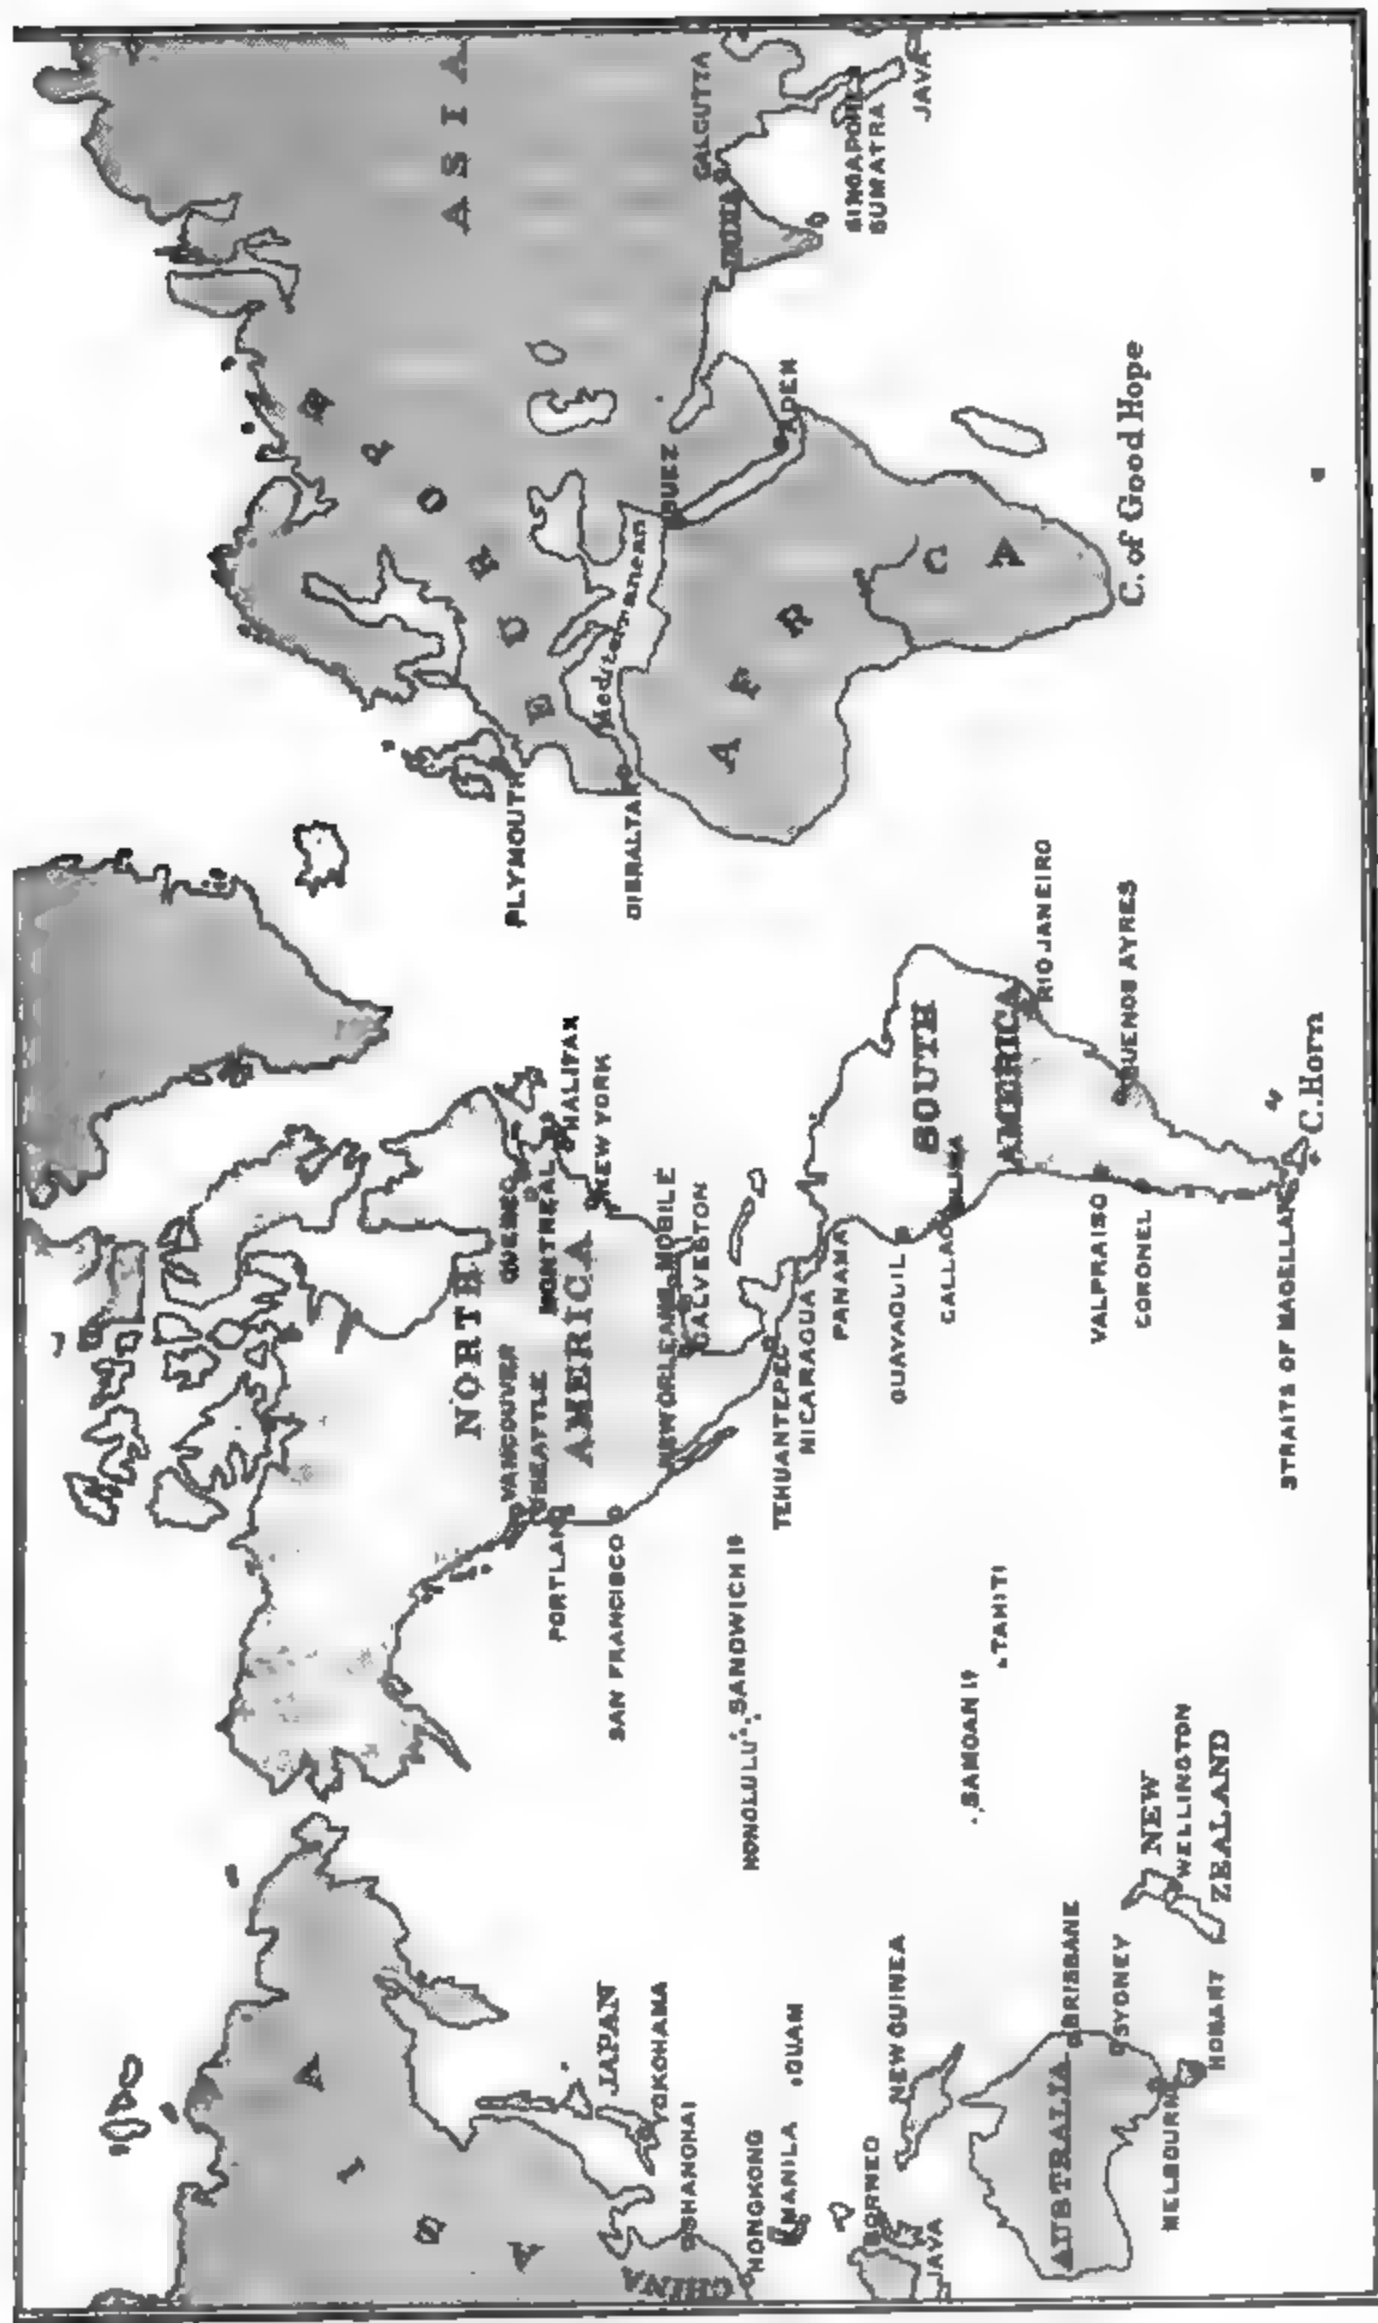 ASIA
ASIA
EUROPE
AFRICA
NORTH
AMERICA
SOUTH
AMERICA
CHINA
JAPAN
YOKOHAMA
SHANGHAI
HONGKONG
MANILA
GUAM
BORNEO
JAVA
NEW GUINEA
AUSTRALIA
BRISBANE
SYDNEY
MELBOURNE
HOBART
NEW
WELLINGTON
ZEALAND
HONOLULU
SANDWICH Is
SAMOAN Is
TAHITI
VANCOUVER
SEATTLE
PORTLAND
SAN FRANCISCO
QUEBEC
MONTREAL
HALIFAX
NEW YORK
NEW ORLEANS
MOBILE
GALVESTON
TEHUANTEPEC
NICARAGUA
PANAMA
GUAYAQUIL
CALLAO
LIMA
VALPRAISO
CORONEL
STRAITS OF MAGELLAN
C. Horn
BUENOS AYRES
RIO JANEIRO
PLYMOUTH
GIBRALTAR
Mediterranean
SUEZ
ADEN
C. of Good Hope
INDIA
CALCUTTA
SINGAPORE
SUMATRA
JAVA